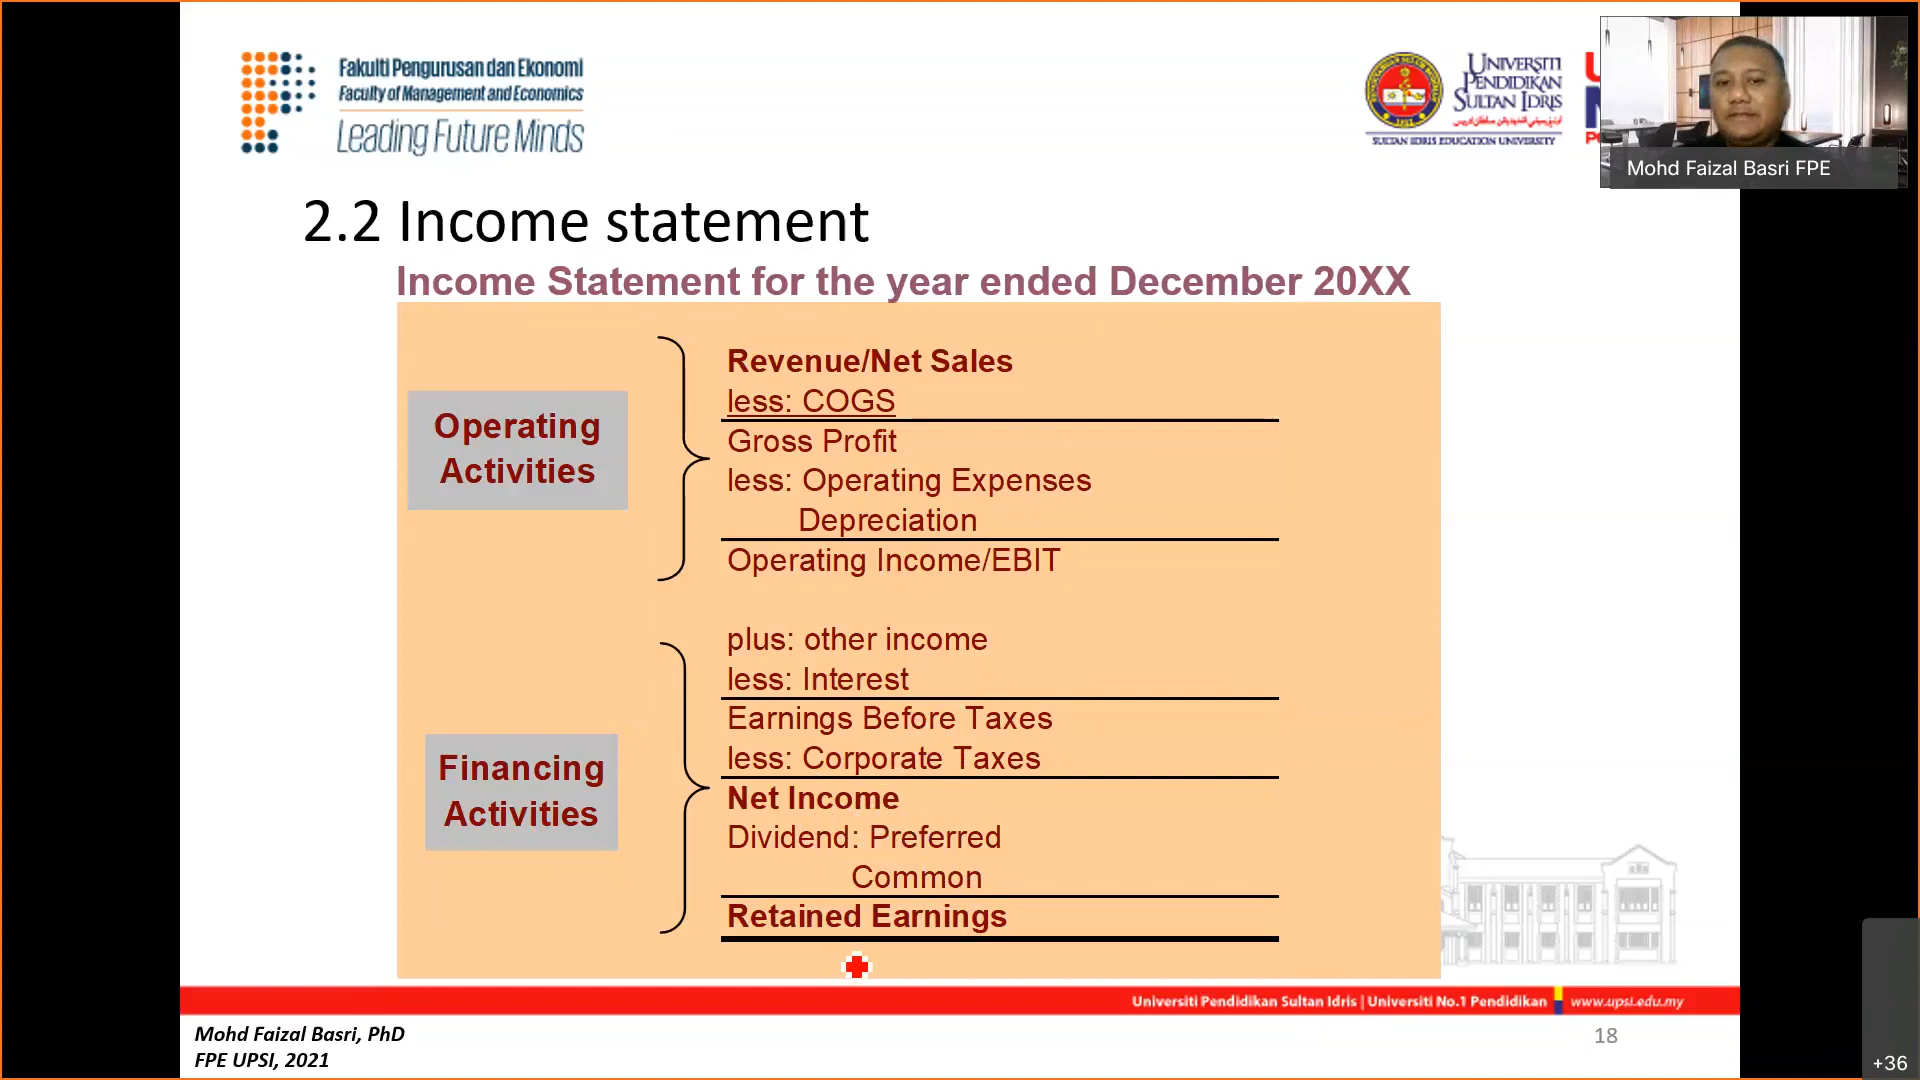 Fakulti Pengurusan dan Ekonomi
Faculty of Management and Economics
Leading Future Minds
UNIVERSITI
PENDIDIKAN
SULTAN IDRIS
SULTAN IDRIS EDUCATION UNIVERSITY
Mohd Faizal Basri FPE
2.2 Income statement
Income Statement for the year ended December 20XX
Operating
Activities
Revenue/Net Sales
less: COGS
Gross Profit
less: Operating Expenses
Depreciation
Operating Income/EBIT
Financing
Activities
plus: other income
less: Interest
Earnings Before Taxes
less: Corporate Taxes
Net Income
Dividend: Preferred
Common
Retained Earnings
Universiti Pendidikan Sultan Idris | Universiti No.1 Pendidikan
www.upsi.edu.my
Mohd Faizal Basri, PhD
FPE UPSI, 2021
18
+36